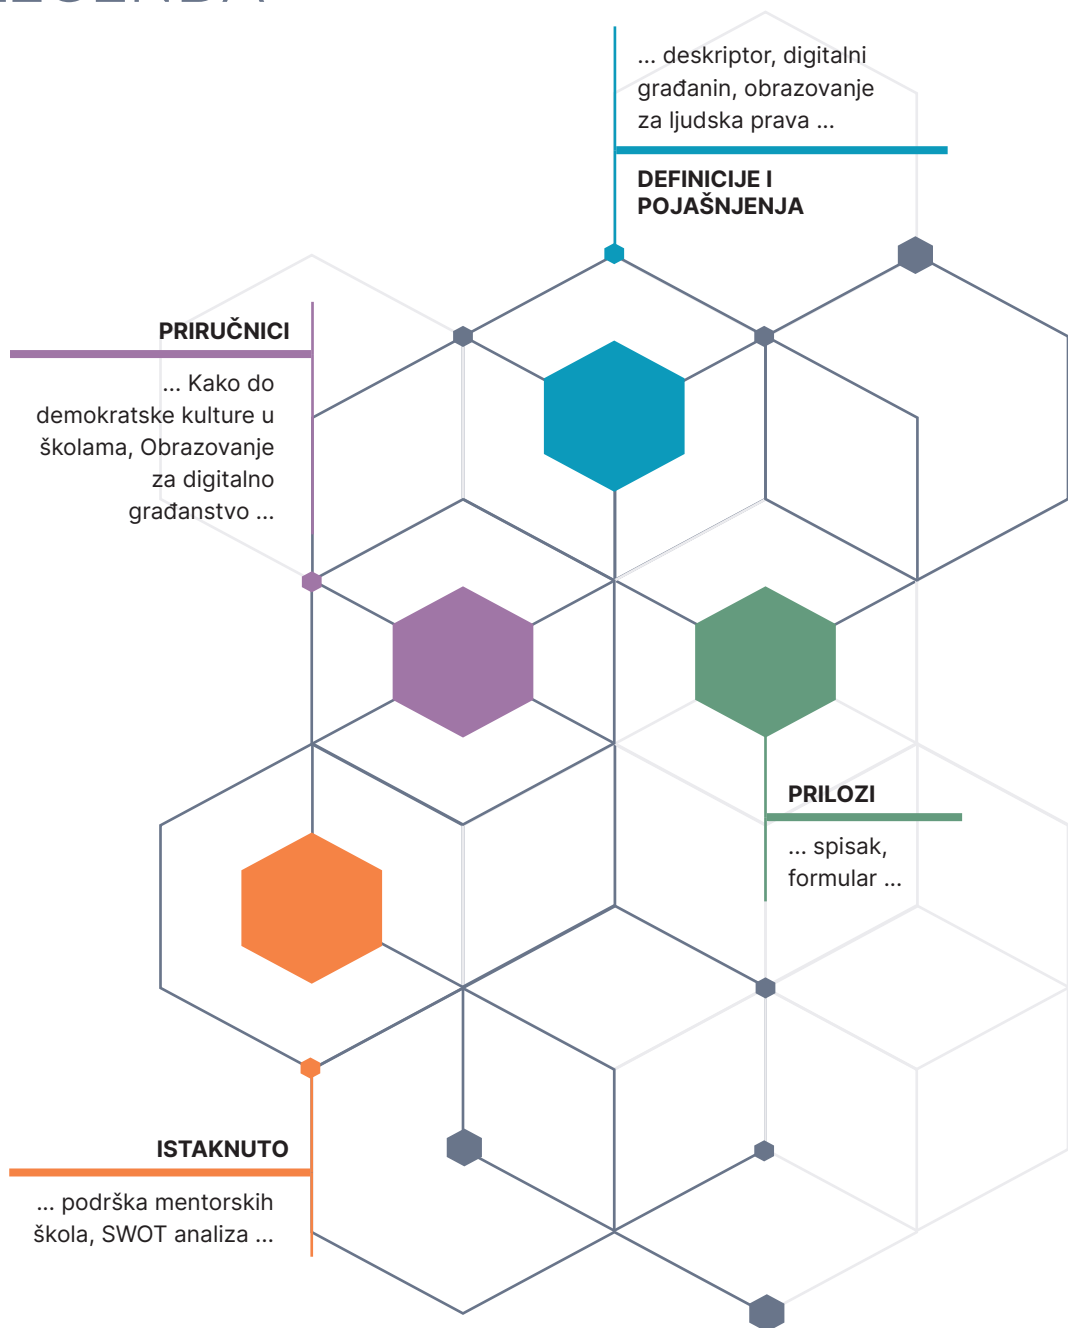 LEGENDA
... deskriptor, digitalni
građanin, obrazovanje
za ljudska prava ...
DEFINICIJE I
POJAŠNJENJA
PRIRUČNICI
... Kako do
demokratske kulture u
školama, Obrazovanje
za digitalno
građanstvo ...
PRILOZI
... spisak,
formular ...
ISTAKNUTO
... podrška mentorskih
škola, SWOT analiza ...